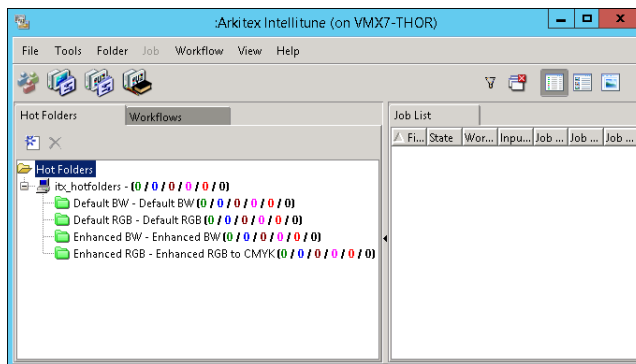 :Arkitex Intellitune (on VMX7-THOR)
File Tools Folder Job Workflow View Help
Hot Folders Workflows
Hot Folders
itx_hotfolders - (0 / 0 / 0 / 0 / 0 / 0)
Default BW - Default BW (0 / 0 / 0 / 0 / 0 / 0)
Default RGB - Default RGB (0 / 0 / 0 / 0 / 0 / 0)
Enhanced BW - Enhanced BW (0 / 0 / 0 / 0 / 0 / 0)
Enhanced RGB - Enhanced RGB to CMYK (0 / 0 / 0 / 0 / 0 / 0)
Job List
Fi... State Wor... Inpu... Job ... Job ... Job ...